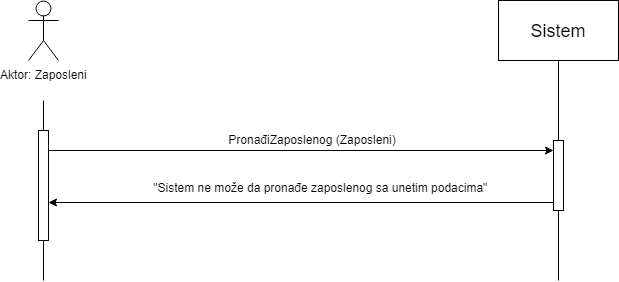 Sistem
Aktor: Zaposleni
PronađiZaposlenog (Zaposleni)
"Sistem ne može da pronađe zaposlenog sa unetim podacima"